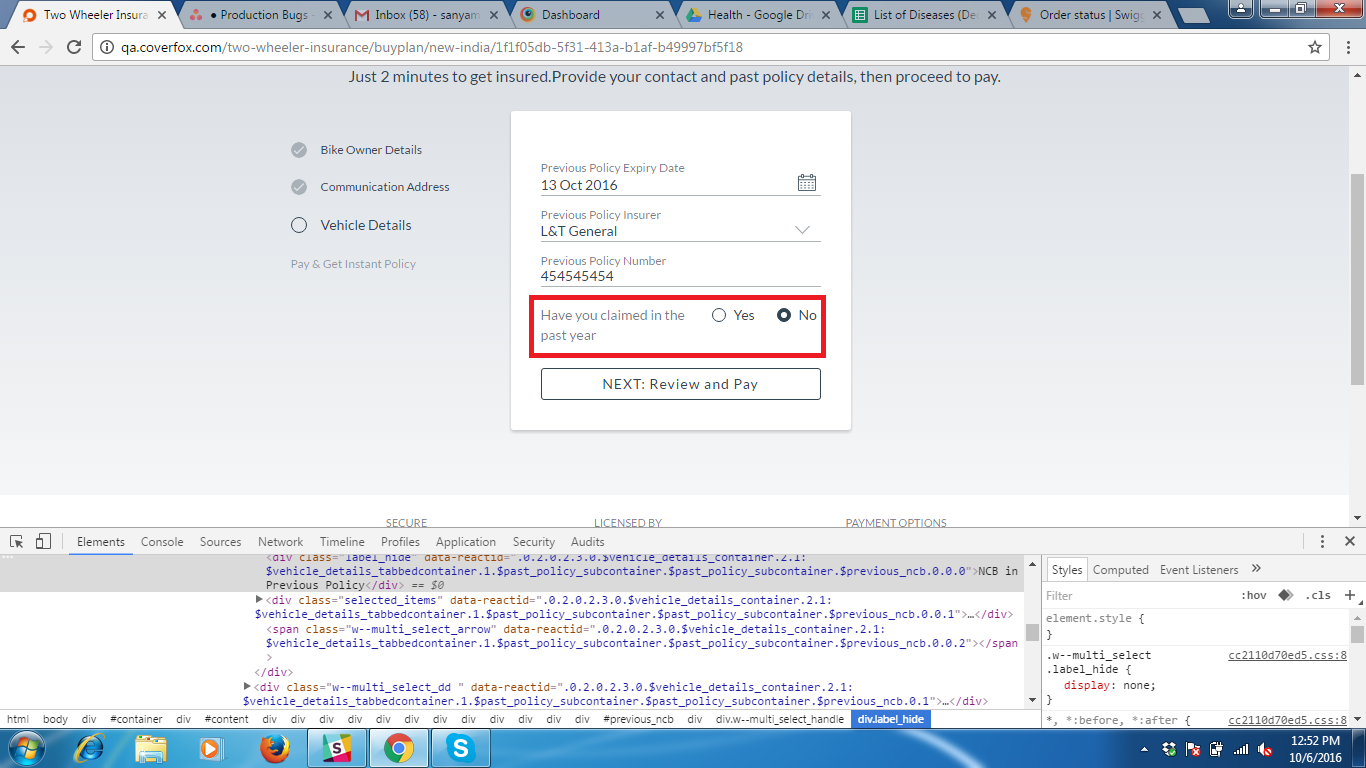 Two Wheeler Insura
• Production Bugs -
Inbox (58) - sanyam
Dashboard
Health - Google Dri
List of Diseases (De
Order status | Swigg
qa.coverfox.com/two-wheeler-insurance/buyplan/new-india/1f1f05db-5f31-413a-b1af-b49997bf5f18
Just 2 minutes to get insured.Provide your contact and past policy details, then proceed to pay.
Bike Owner Details
Communication Address
Vehicle Details
Pay & Get Instant Policy
Previous Policy Expiry Date
13 Oct 2016
Previous Policy Insurer
L&T General
Previous Policy Number
454545454
Have you claimed in the
past year
Yes
No
NEXT: Review and Pay
SECURE
LICENSED BY
PAYMENT OPTIONS
Elements Console Sources Network Timeline Profiles Application Security Audits
<div class="label_hide" data-reactid=".0.2.0.2.3.0.$vehicle_details_container.2.1:
$vehicle_details_tabbedcontainer.1.$past_policy_subcontainer.$past_policy_subcontainer.$previous_ncb.0.0.0">NCB in
Previous Policy</div> == $0
<div class="selected_items" data-reactid=".0.2.0.2.3.0.$vehicle_details_container.2.1:
$vehicle_details_tabbedcontainer.1.$past_policy_subcontainer.$past_policy_subcontainer.$previous_ncb.0.0.1">…</div>
<span class="w--multi_select_arrow" data-reactid=".0.2.0.2.3.0.$vehicle_details_container.2.1:
$vehicle_details_tabbedcontainer.1.$past_policy_subcontainer.$past_policy_subcontainer.$previous_ncb.0.0.2"></span
>
</div>
<div class="w--multi_select_dd " data-reactid=".0.2.0.2.3.0.$vehicle_details_container.2.1:
$vehicle_details_tabbedcontainer.1.$past_policy_subcontainer.$past_policy_subcontainer.$previous_ncb.0.1">…</div>
html body div #container div #content div div div div div div div div div div div #previous_ncb div div.w--multi_select_handle div.label_hide
Styles Computed Event Listeners »
Filter :hov .cls +
element.style {
}
.w--multi_select cc2110d70ed5.css:8
.label_hide {
display: none;
}
*, *:before, *:after { cc2110d70ed5.css:8
12:52 PM
10/6/2016